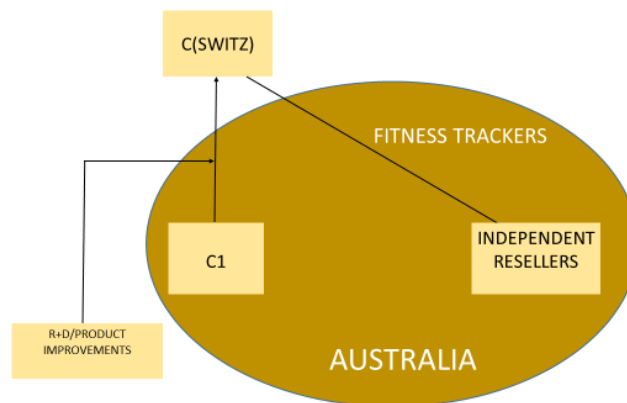 C(SWITZ)
FITNESS TRACKERS
C1
INDEPENDENT
RESELLERS
R+D/PRODUCT
IMPROVEMENTS
AUSTRALIA